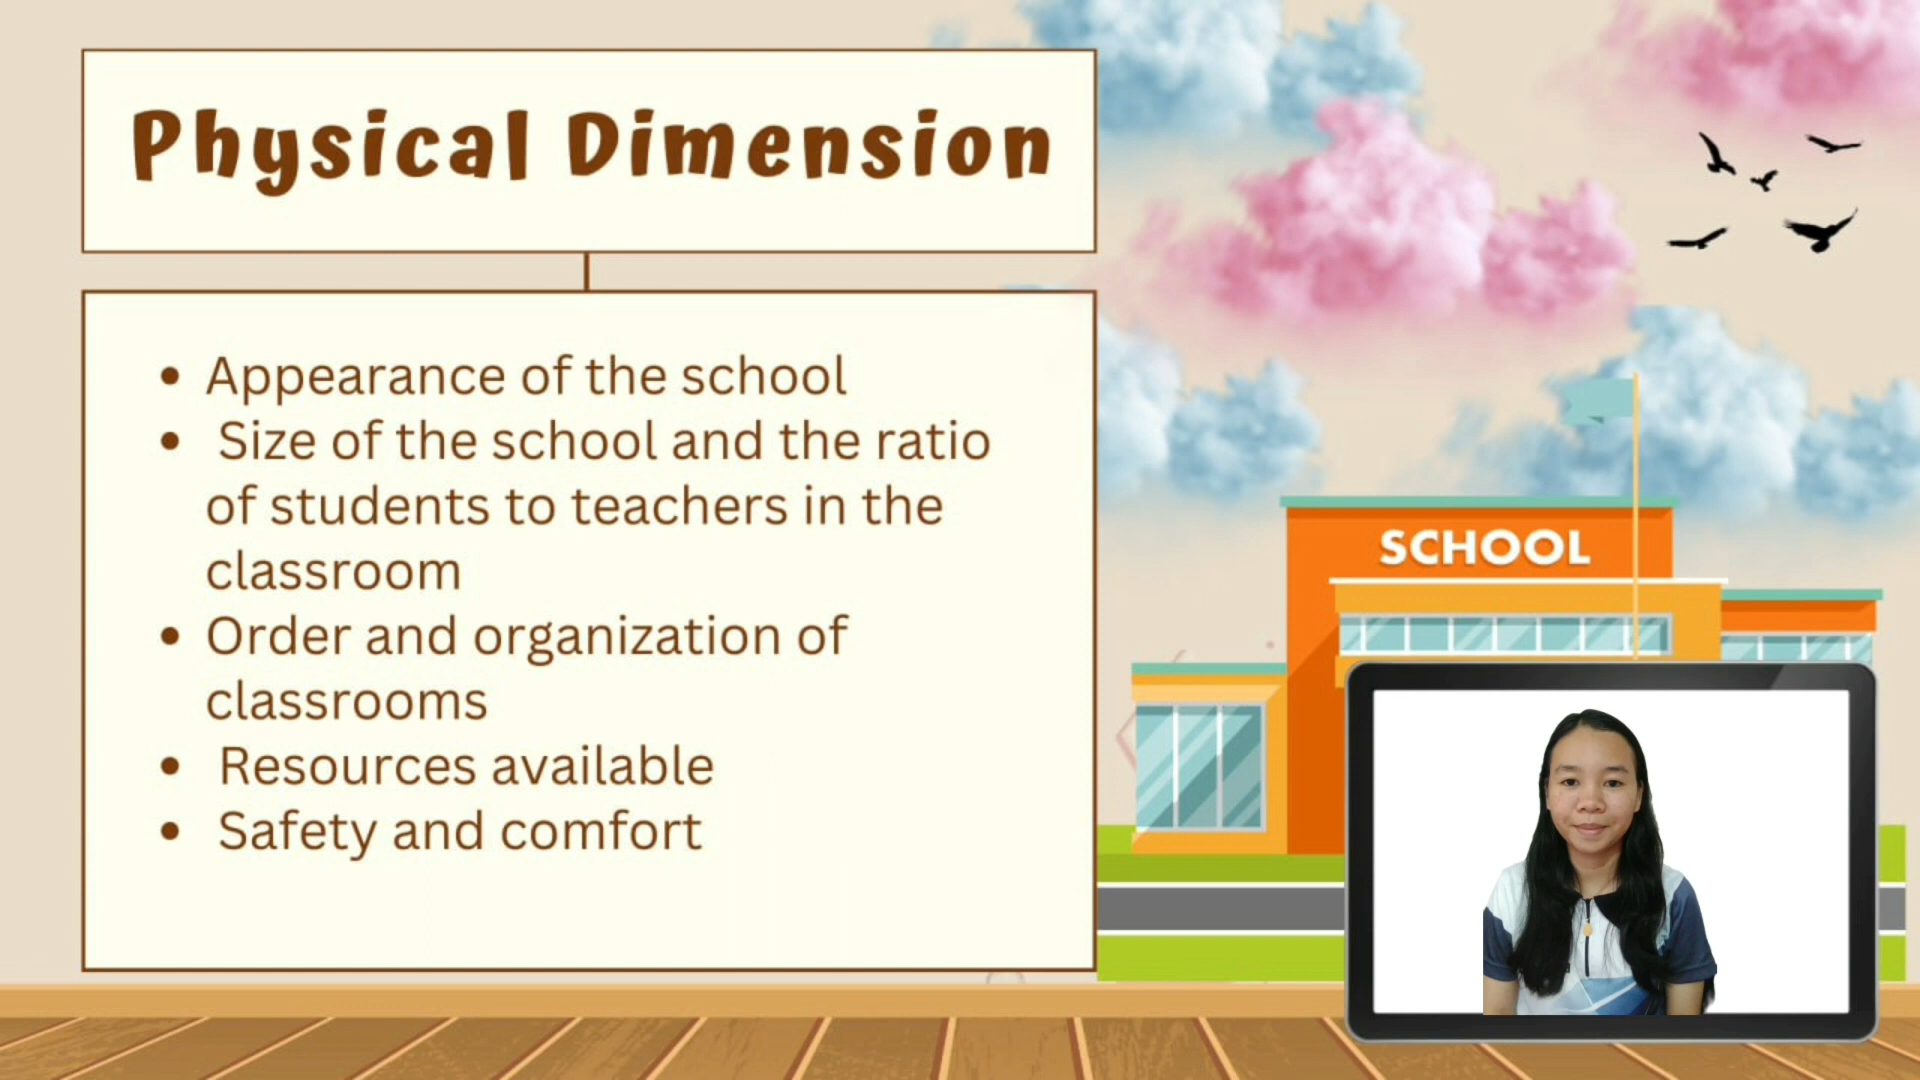 Physical Dimension
• Appearance of the school
• Size of the school and the ratio
of students to teachers in the
classroom
• Order and organization of
classrooms
• Resources available
• Safety and comfort
SCHOOL